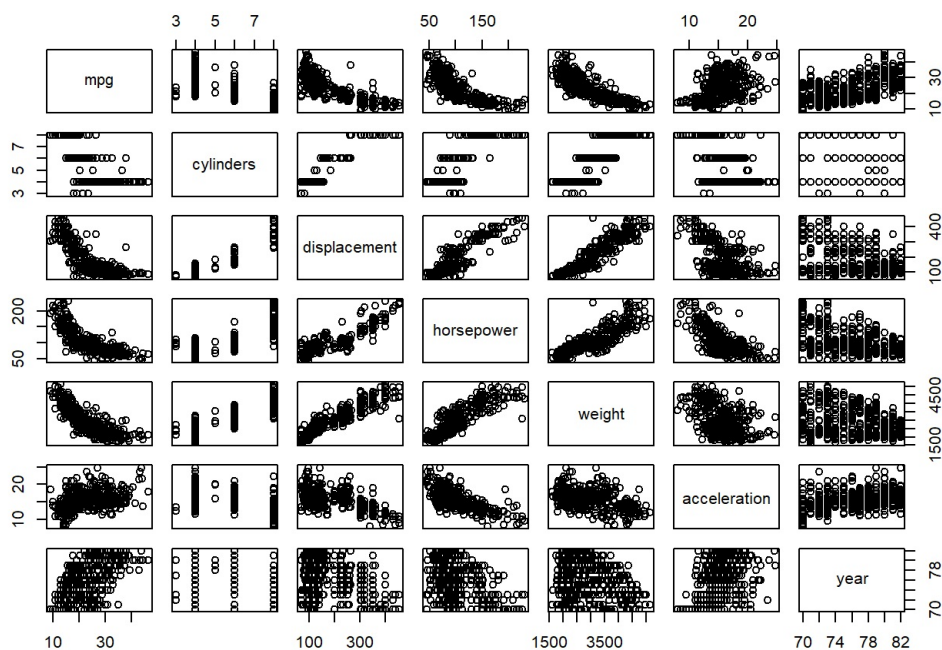 3 5 7
50 150
10 20
mpg
10 30
3 5 7
cylinders
displacement
100 400
50 200
horsepower
weight
1500 4500
10 20
acceleration
year
70 78
10 30
100 300
1500 3500
70 74 78 82